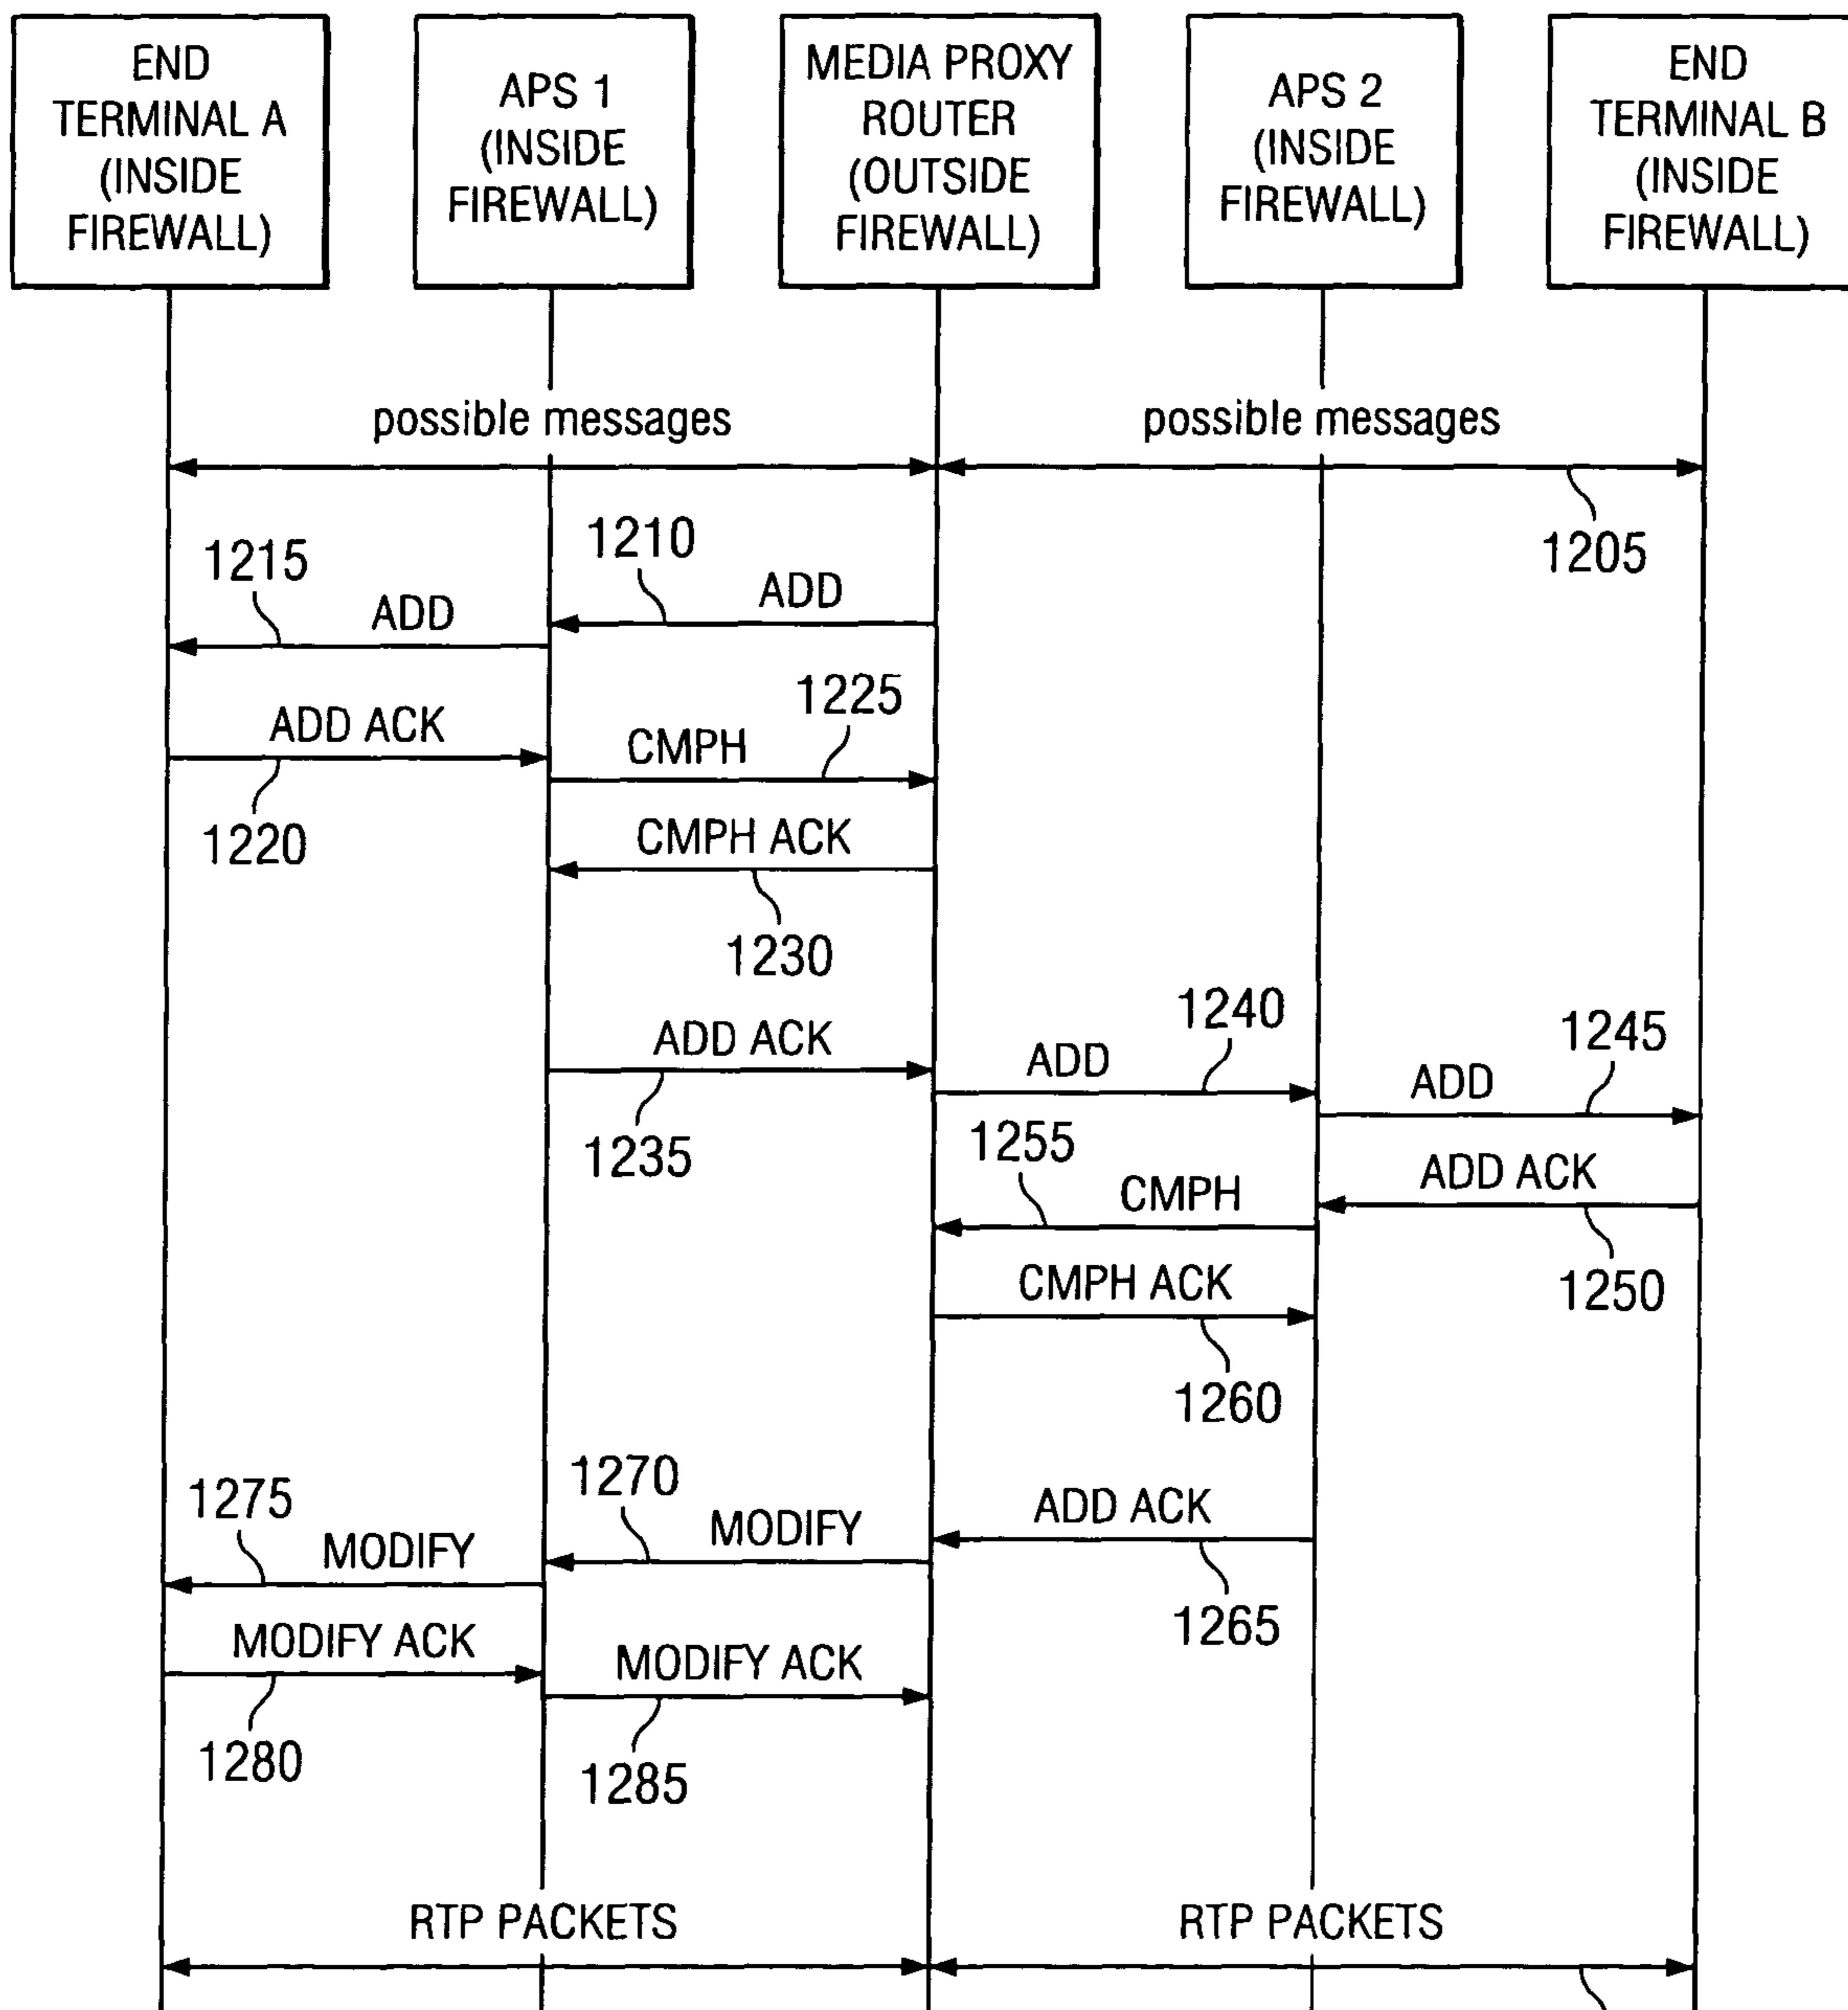 END
TERMINAL A
(INSIDE
FIREWALL)
APS 1
(INSIDE
FIREWALL)
MEDIA PROXY
ROUTER
(OUTSIDE
FIREWALL)
APS 2
(INSIDE
FIREWALL)
END
TERMINAL B
(INSIDE
FIREWALL)
possible messages
possible messages
1205
1210
1215
ADD
ADD
1225
ADD ACK
CMPH
1220
CMPH ACK
1230
1240
1245
ADD ACK
ADD
ADD
1235
1255
ADD ACK
CMPH
1250
CMPH ACK
1260
1270
1275
ADD ACK
MODIFY
MODIFY
1265
MODIFY ACK
MODIFY ACK
1280
1285
RTP PACKETS
RTP PACKETS